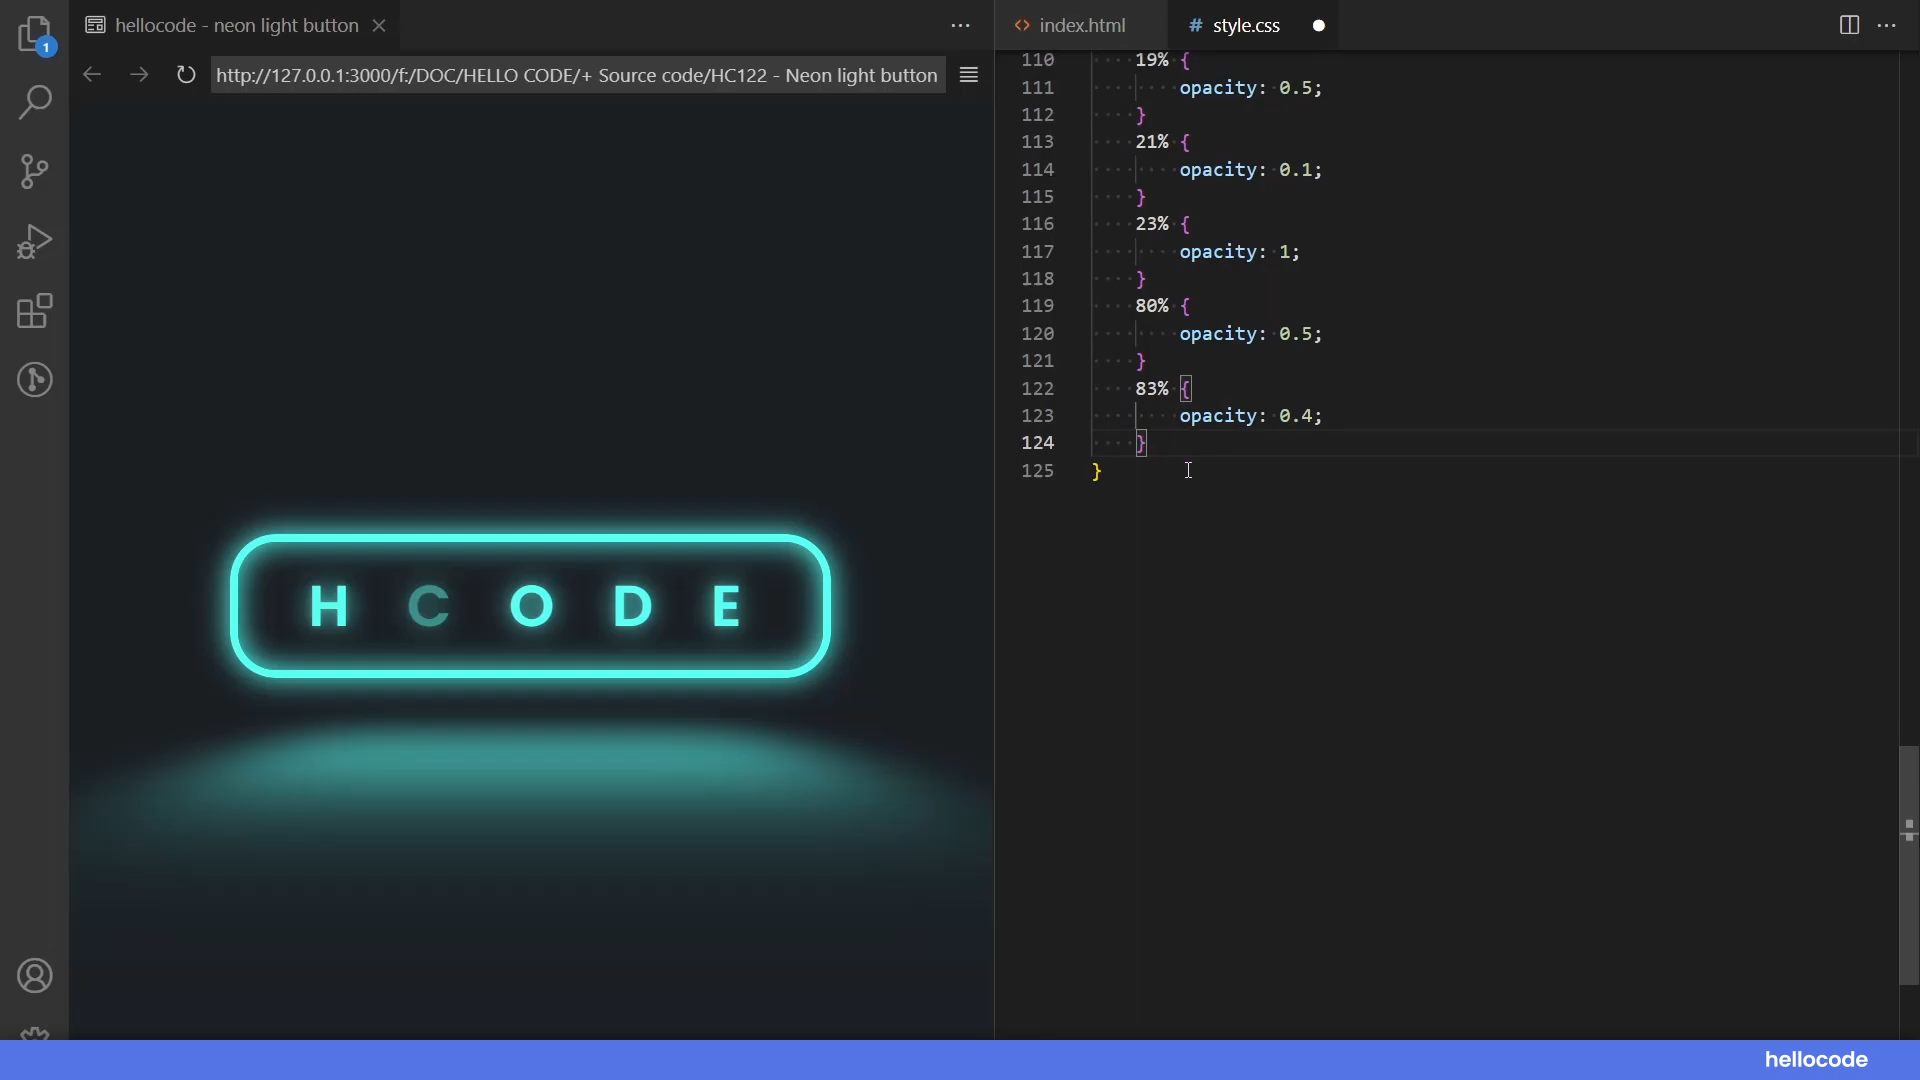 1
hellocode - neon light button
index.html
# style.css
http://127.0.0.1:3000/f:/DOC/HELLO CODE/+ Source code/HC122 - Neon light button
110 19% {
111 opacity: 0.5;
112 }
113 21% {
114 opacity: 0.1;
115 }
116 23% {
117 opacity: 1;
118 }
119 80% {
120 opacity: 0.5;
121 }
122 83% {
123 opacity: 0.4;
124 }
125 }
H C O D E
hellocode